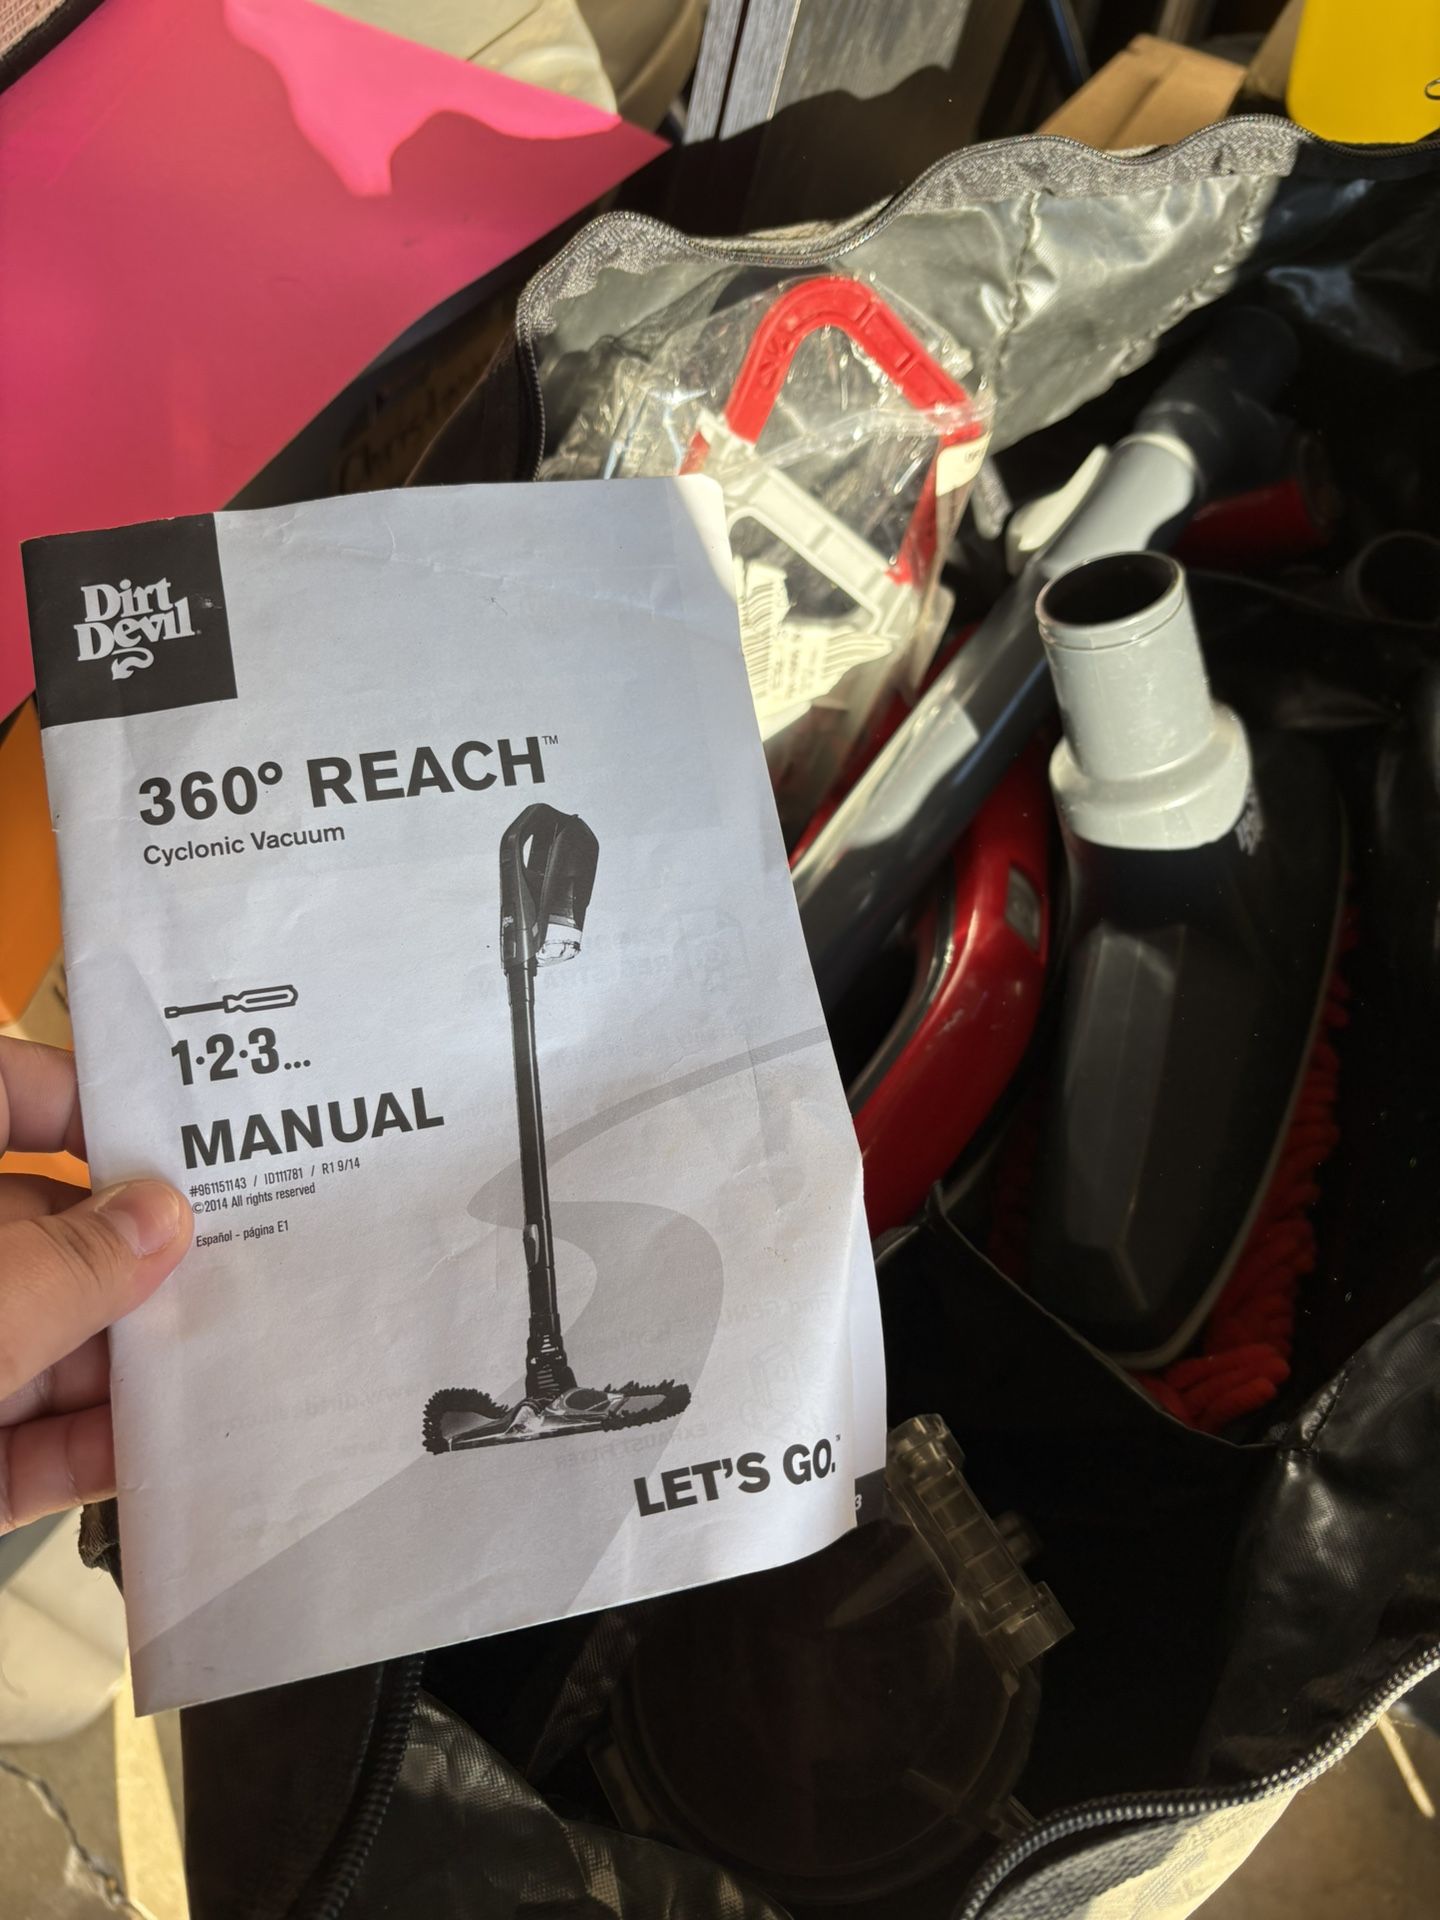 Dirt
Devil
360° REACH™
Cyclonic Vacuum
1·2·3...
MANUAL
#961151143 / ID111781 / R1 9/14
©2014 All rights reserved
Español - página E1
LET'S GO.™
3